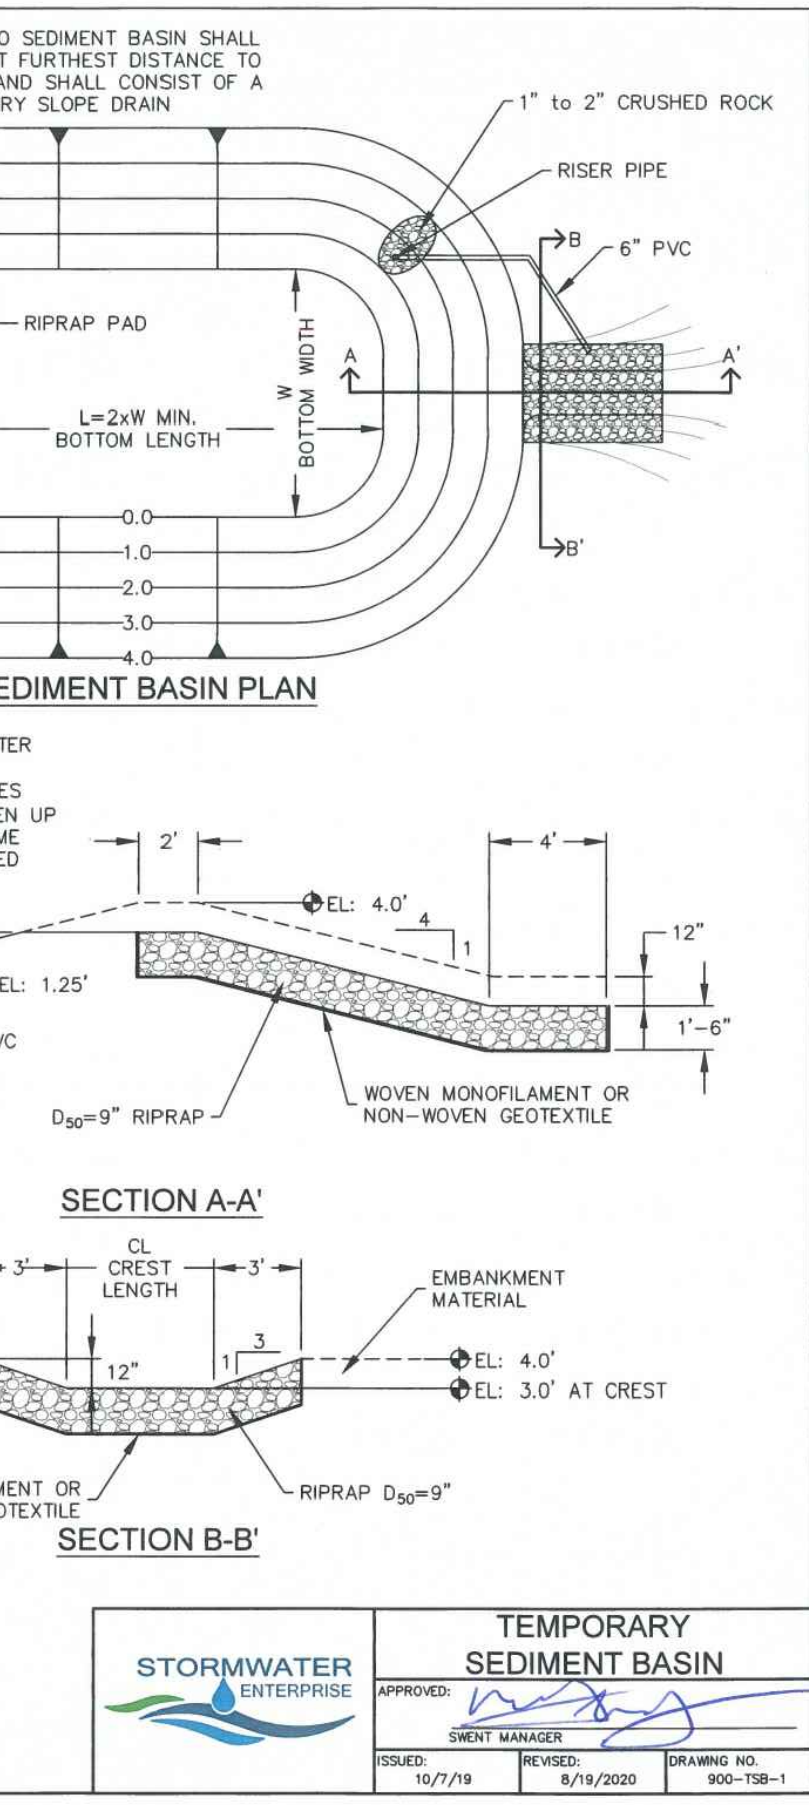 O SEDIMENT BASIN SHALL
T FURTHEST DISTANCE TO
AND SHALL CONSIST OF A
RY SLOPE DRAIN
1" to 2" CRUSHED ROCK
RISER PIPE
B
6" PVC
RIPRAP PAD
A
A'
W
BOTTOM WIDTH
L=2xW MIN.
BOTTOM LENGTH
0.0
1.0
2.0
3.0
4.0
B'
EDIMENT BASIN PLAN
TER
ES
EN UP
ME
ED
2'
4'
EL: 4.0'
4
1
12"
EL: 1.25'
1'-6"
VC
D50=9" RIPRAP
WOVEN MONOFILAMENT OR
NON-WOVEN GEOTEXTILE
SECTION A-A'
3'
CL
CREST
LENGTH
3'
EMBANKMENT
MATERIAL
12"
1
3
EL: 4.0'
EL: 3.0' AT CREST
MENT OR
OTEXTILE
RIPRAP D50=9"
SECTION B-B'
STORMWATER
ENTERPRISE
TEMPORARY
SEDIMENT BASIN
APPROVED:
SWENT MANAGER
ISSUED:
10/7/19
REVISED:
8/19/2020
DRAWING NO.
900-TSB-1